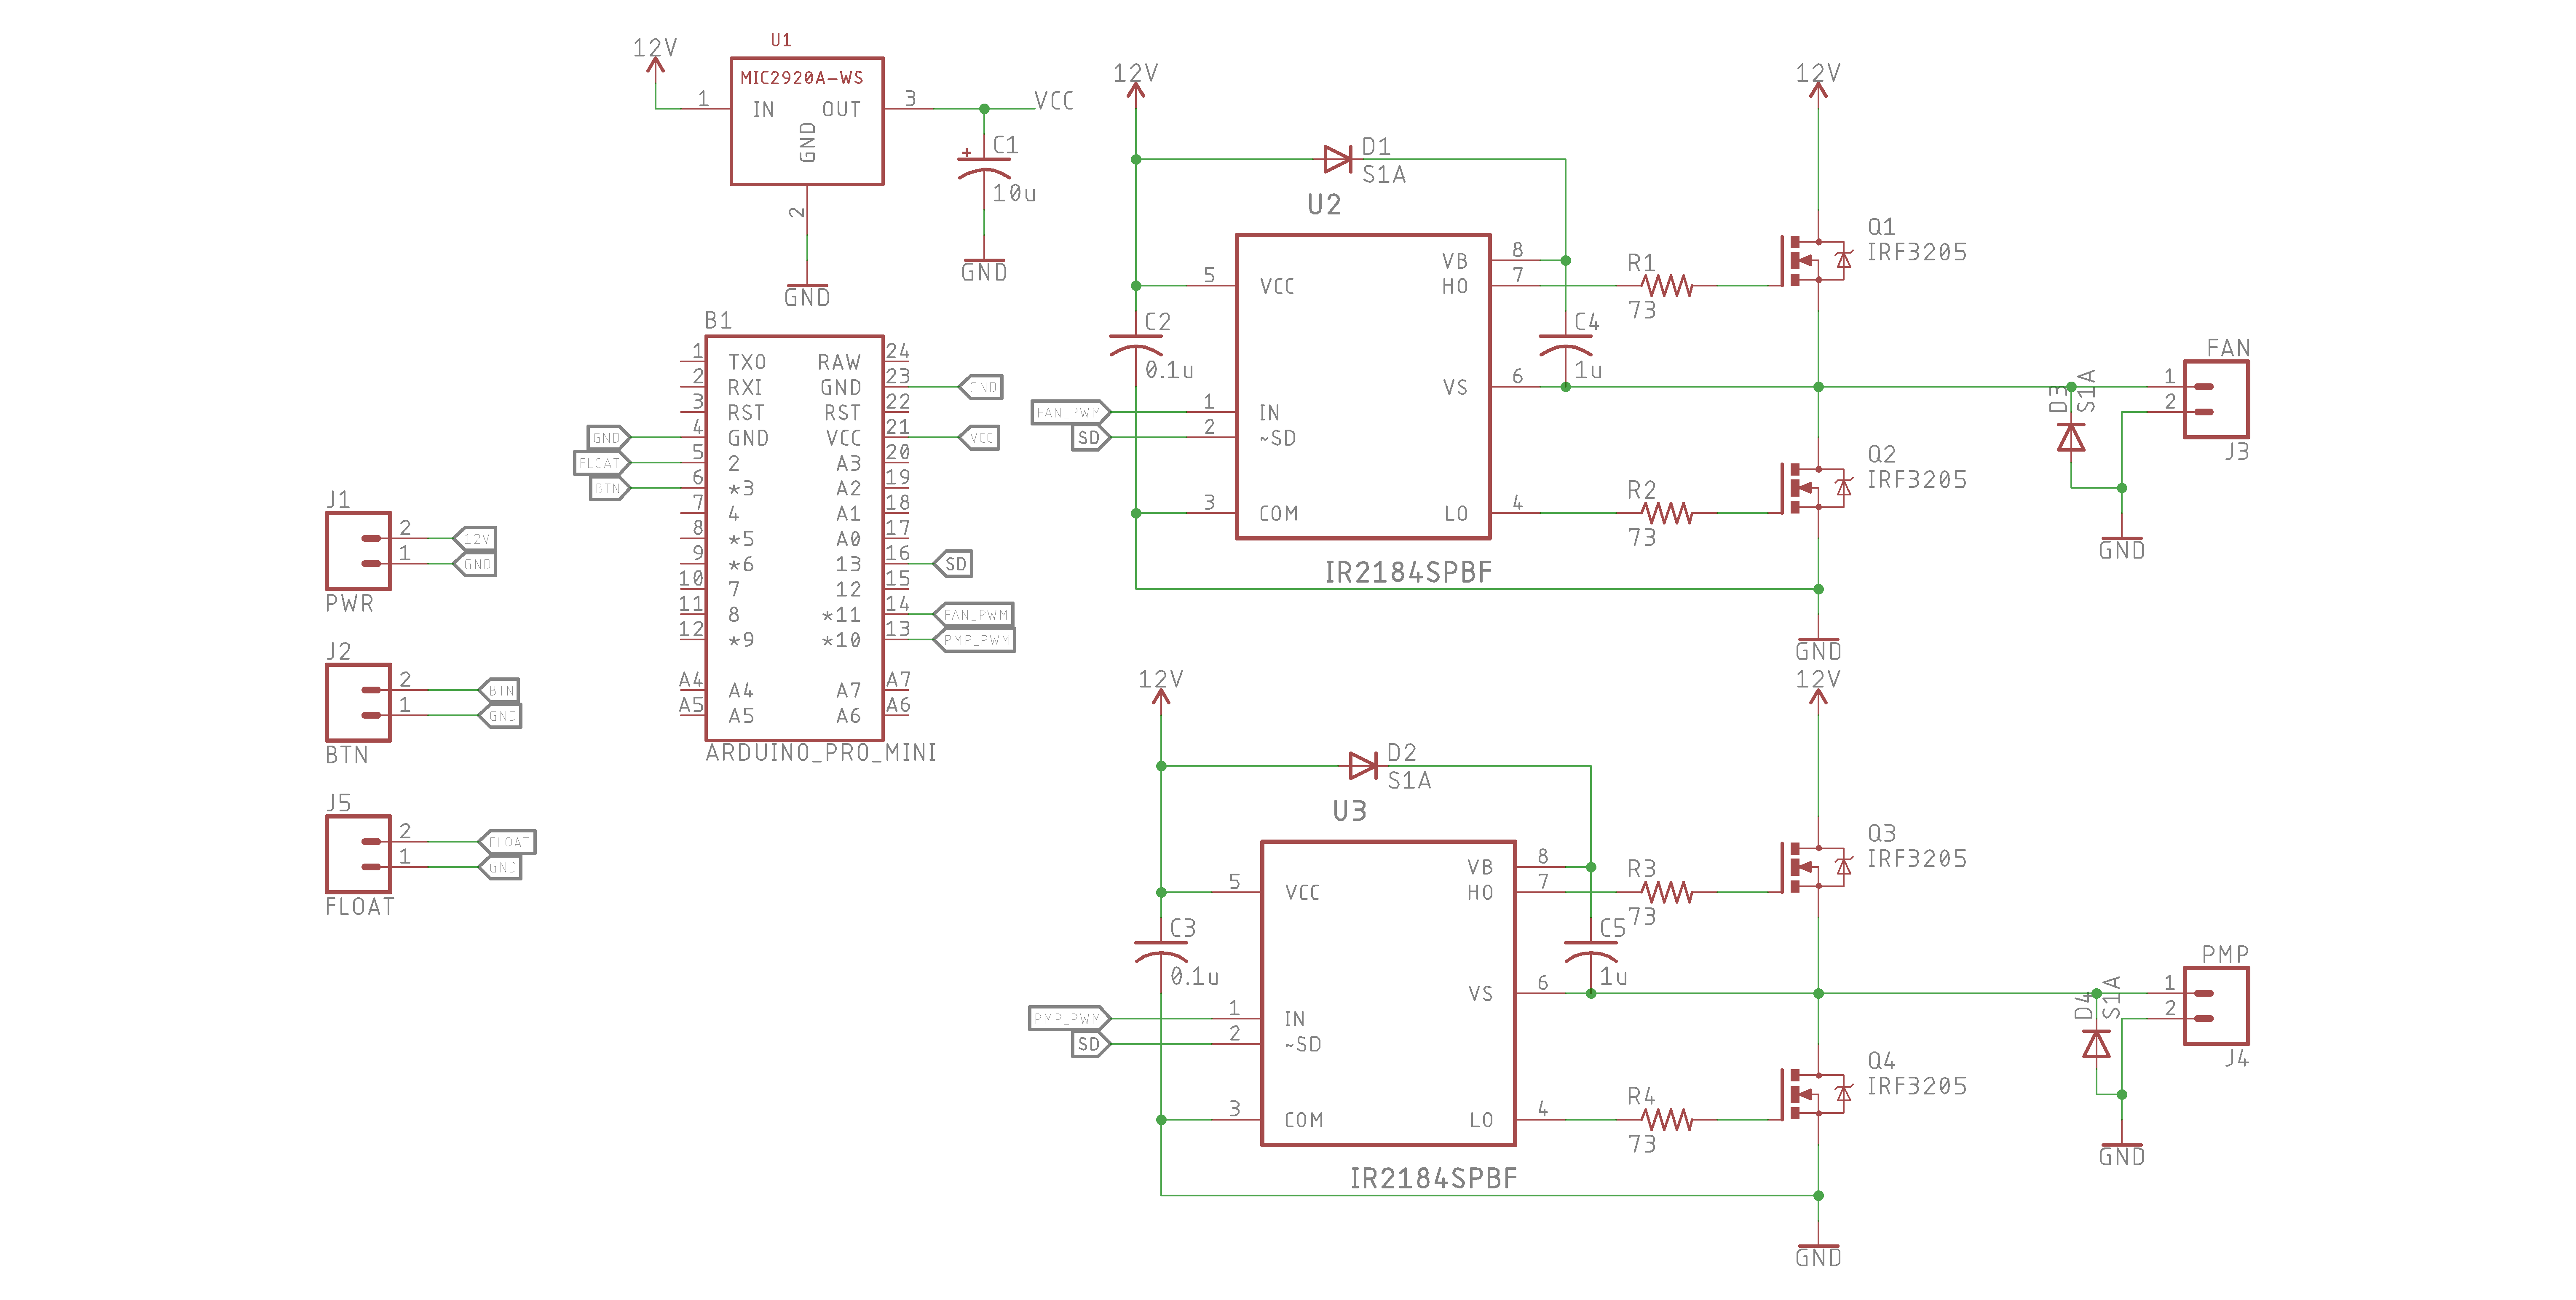 12V
U1
MIC2920A-WS
1
IN
OUT
3
GND
2
GND
VCC
+
C1
10u
GND
B1
1 TXO RAW 24
2 RXI GND 23 GND
3 RST RST 22
GND 4 GND VCC 21 VCC
FLOAT 5 2 A3 20
BTN 6 *3 A2 19
7 4 A1 18
8 *5 A0 17
9 *6 13 16 SD
10 7 12 15
11 8 *11 14 FAN_PWM
12 *9 *10 13 PMP_PWM
A4 A4 A7 A7
A5 A5 A6 A6
ARDUINO_PRO_MINI
J1
2 12V
1 GND
PWR
J2
2 BTN
1 GND
BTN
J5
2 FLOAT
1 GND
FLOAT
12V
D1
S1A
U2
5 VCC
VB 8
HO 7
C2
0.1u
C4
1u
VS 6
FAN_PWM 1 IN
SD 2 ~SD
3 COM
LO 4
IR2184SPBF
R1
73
R2
73
12V
Q1
IRF3205
Q2
IRF3205
GND
D3
S1A
FAN
1
2
J3
GND
12V
D2
S1A
U3
5 VCC
VB 8
HO 7
C3
0.1u
C5
1u
VS 6
PMP_PWM 1 IN
SD 2 ~SD
3 COM
LO 4
IR2184SPBF
R3
73
R4
73
12V
Q3
IRF3205
Q4
IRF3205
GND
D4
S1A
PMP
1
2
J4
GND